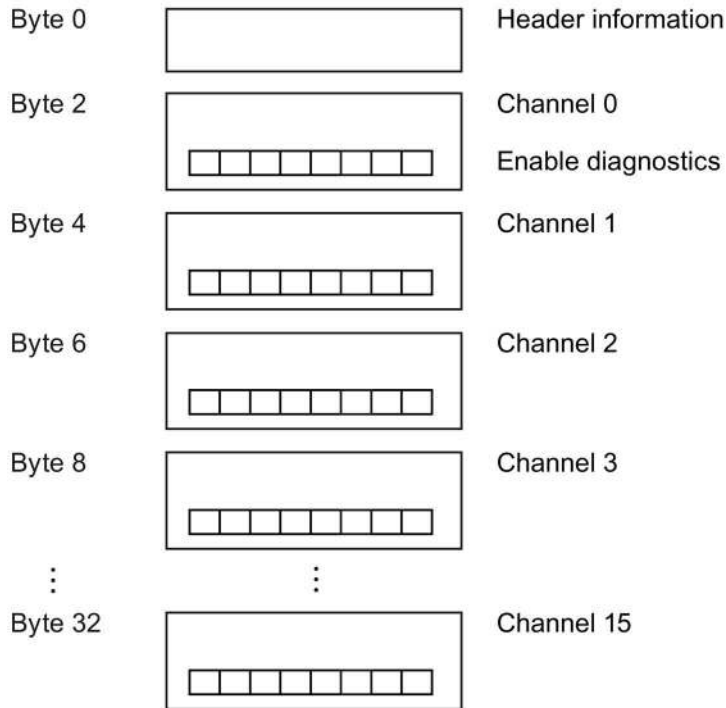 Byte 0 Header information
Byte 2 Channel 0
Enable diagnostics
Byte 4 Channel 1
Byte 6 Channel 2
Byte 8 Channel 3
⋮ ⋮
Byte 32 Channel 15